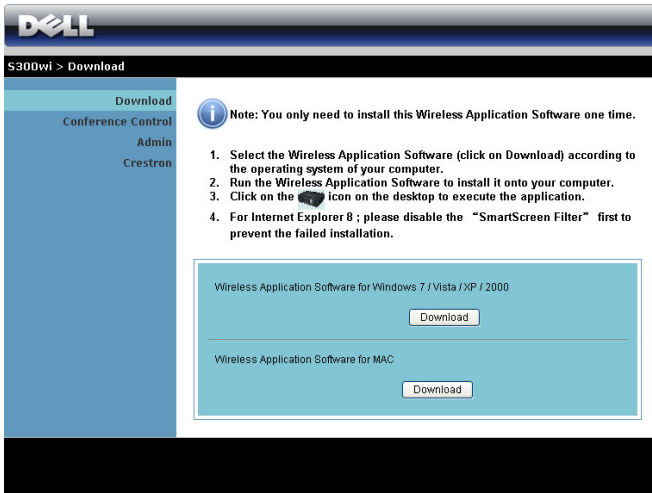 DELL
S300wi > Download
Download
Conference Control
Admin
Crestron
Note: You only need to install this Wireless Application Software one time.
1. Select the Wireless Application Software (click on Download) according to
the operating system of your computer.
2. Run the Wireless Application Software to install it onto your computer.
3. Click on the icon on the desktop to execute the application.
4. For Internet Explorer 8 ; please disable the “SmartScreen Filter” first to
prevent the failed installation.
Wireless Application Software for Windows 7 / Vista / XP / 2000
Download
Wireless Application Software for MAC
Download